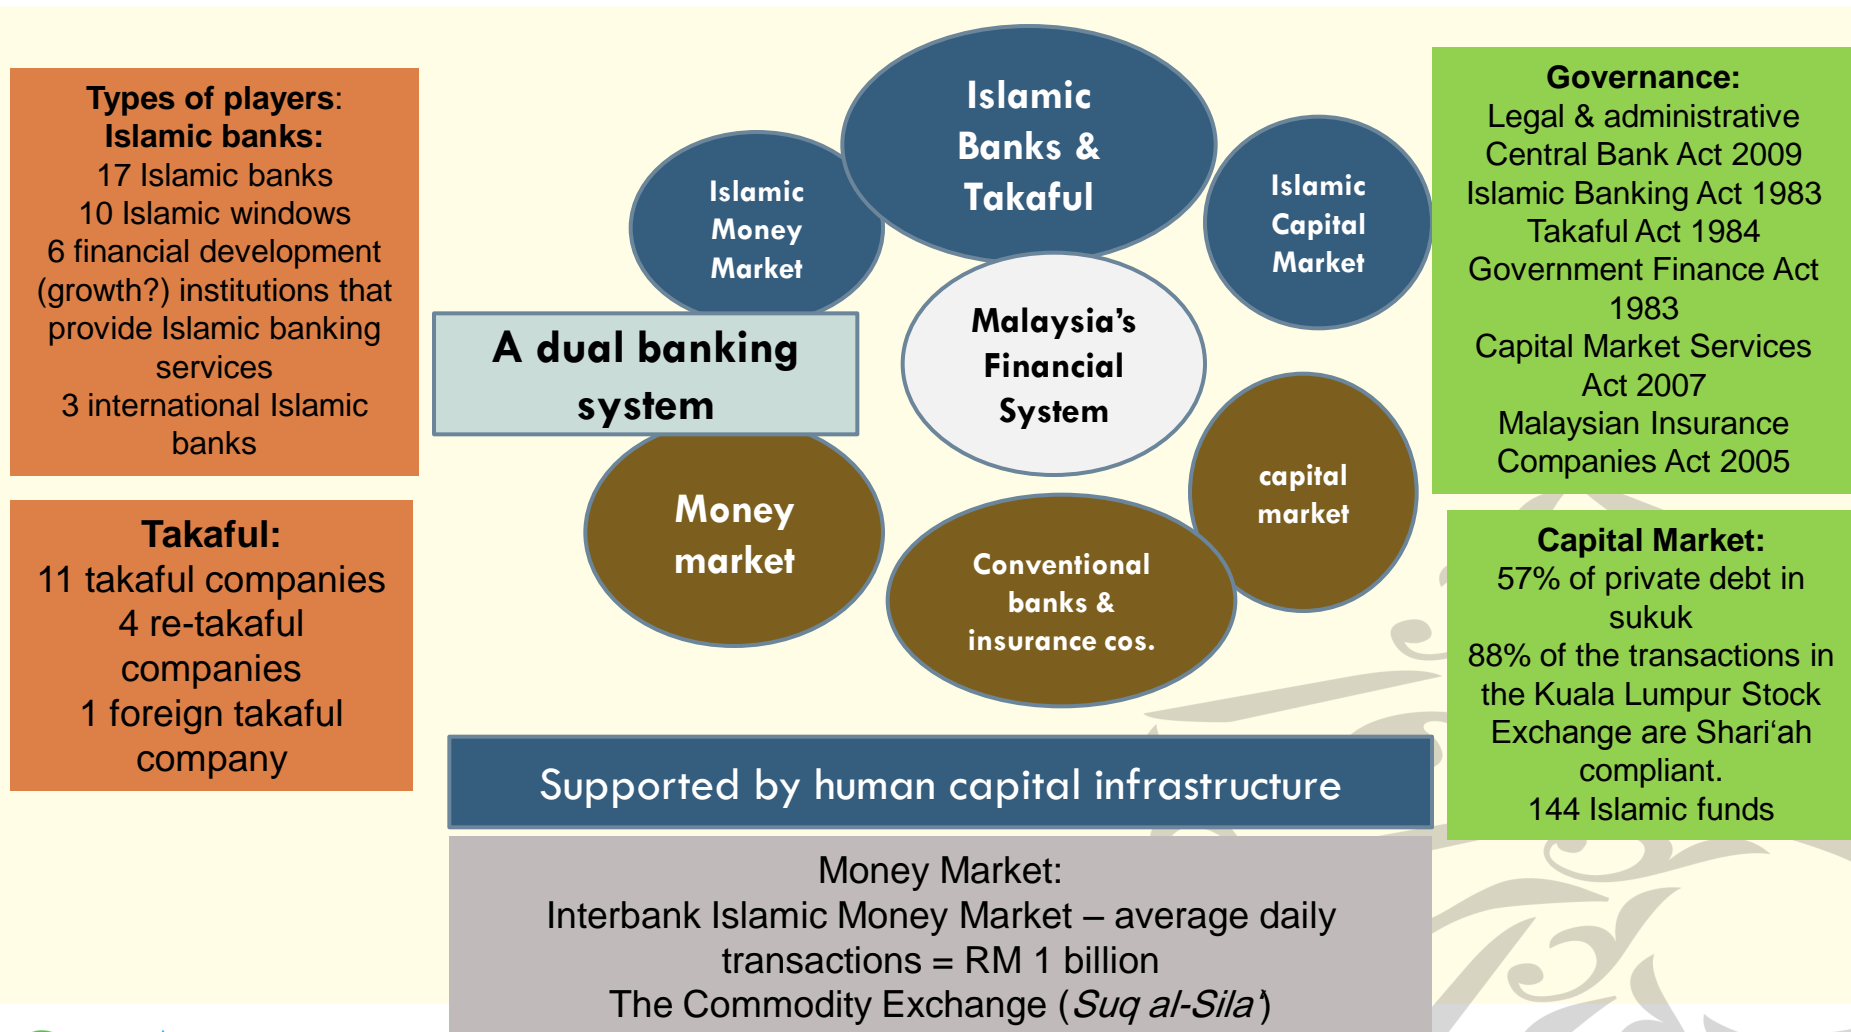 Types of players:
Islamic banks:
17 Islamic banks
10 Islamic windows
6 financial development
(growth?) institutions that
provide Islamic banking
services
3 international Islamic
banks
Takaful:
11 takaful companies
4 re-takaful
companies
1 foreign takaful
company
Islamic
Money
Market
Islamic
Banks &
Takaful
Islamic
Capital
Market
A dual banking
system
Malaysia's
Financial
System
Money
market
Conventional
banks &
insurance cos.
capital
market
Supported by human capital infrastructure
Money Market:
Interbank Islamic Money Market – average daily
transactions = RM 1 billion
The Commodity Exchange (Suq al-Sila‘)
Governance:
Legal & administrative
Central Bank Act 2009
Islamic Banking Act 1983
Takaful Act 1984
Government Finance Act
1983
Capital Market Services
Act 2007
Malaysian Insurance
Companies Act 2005
Capital Market:
57% of private debt in
sukuk
88% of the transactions in
the Kuala Lumpur Stock
Exchange are Shari‘ah
compliant.
144 Islamic funds